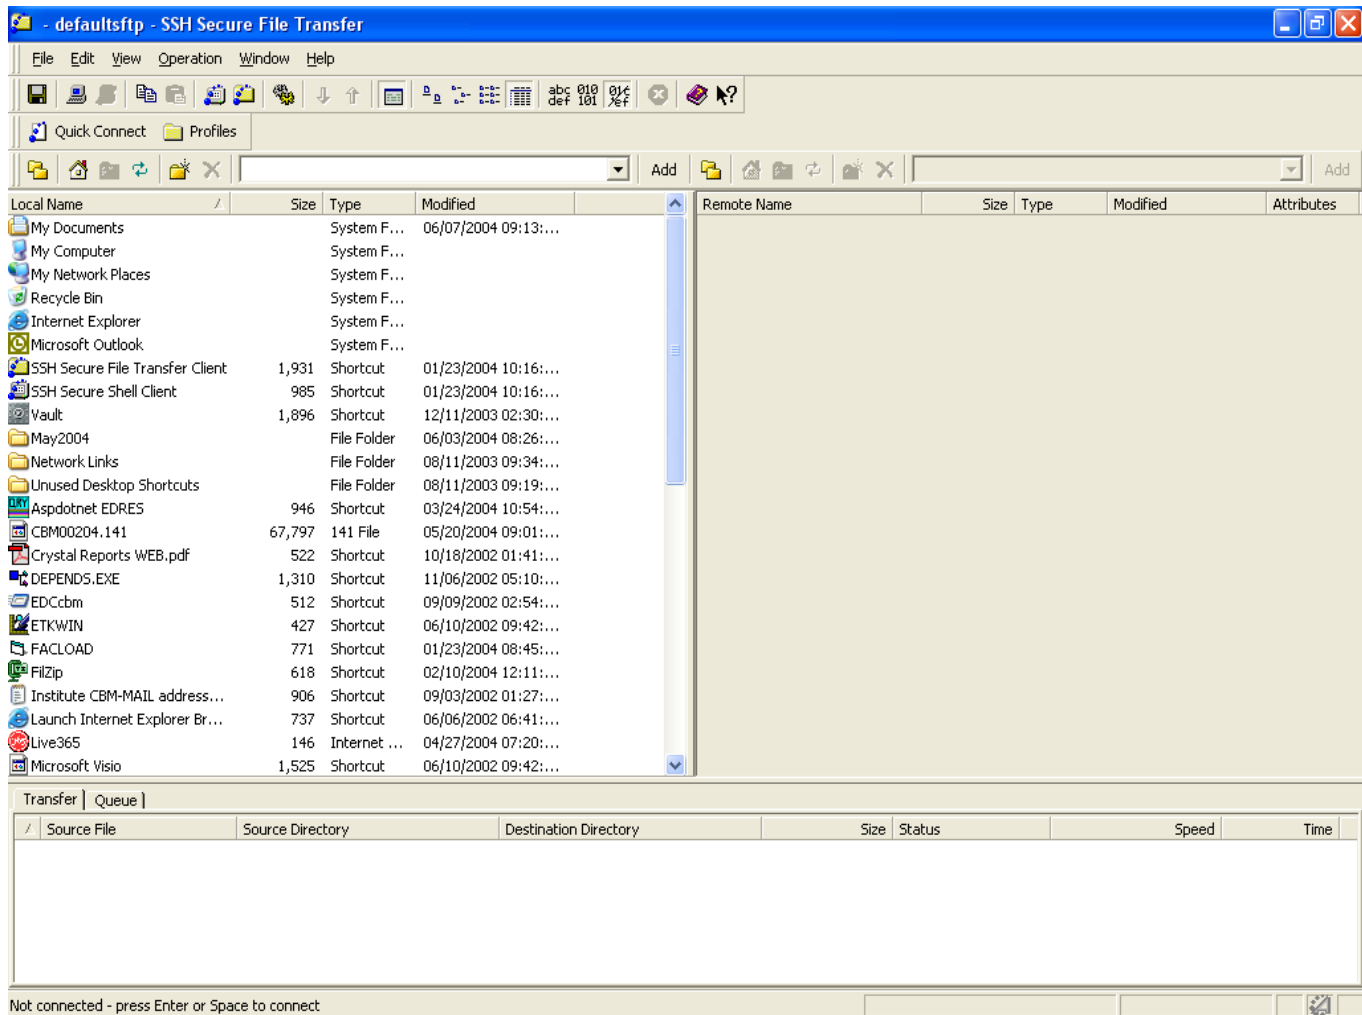 - defaultsftp - SSH Secure File Transfer
File Edit View Operation Window Help
abc def 010 101
Quick Connect Profiles
Add Add
Local Name Size Type Modified Remote Name Size Type Modified Attributes
My Documents System F... 06/07/2004 09:13:...
My Computer System F...
My Network Places System F...
Recycle Bin System F...
Internet Explorer System F...
Microsoft Outlook System F...
SSH Secure File Transfer Client 1,931 Shortcut 01/23/2004 10:16:...
SSH Secure Shell Client 985 Shortcut 01/23/2004 10:16:...
Vault 1,896 Shortcut 12/11/2003 02:30:...
May2004 File Folder 06/03/2004 08:26:...
Network Links File Folder 08/11/2003 09:34:...
Unused Desktop Shortcuts File Folder 08/11/2003 09:19:...
Aspdotnet EDRES 946 Shortcut 03/24/2004 10:54:...
CBM00204.141 67,797 141 File 05/20/2004 09:01:...
Crystal Reports WEB.pdf 522 Shortcut 10/18/2002 01:41:...
DEPENDS.EXE 1,310 Shortcut 11/06/2002 05:10:...
EDCcbm 512 Shortcut 09/09/2002 02:54:...
ETKWIN 427 Shortcut 06/10/2002 09:42:...
FACLOAD 771 Shortcut 01/23/2004 08:45:...
FilZip 618 Shortcut 02/10/2004 12:11:...
Institute CBM-MAIL address... 906 Shortcut 09/03/2002 01:27:...
Launch Internet Explorer Br... 737 Shortcut 06/06/2002 06:41:...
Live365 146 Internet ... 04/27/2004 07:20:...
Microsoft Visio 1,525 Shortcut 06/10/2002 09:42:...
Transfer Queue
Source File Source Directory Destination Directory Size Status Speed Time
Not connected - press Enter or Space to connect